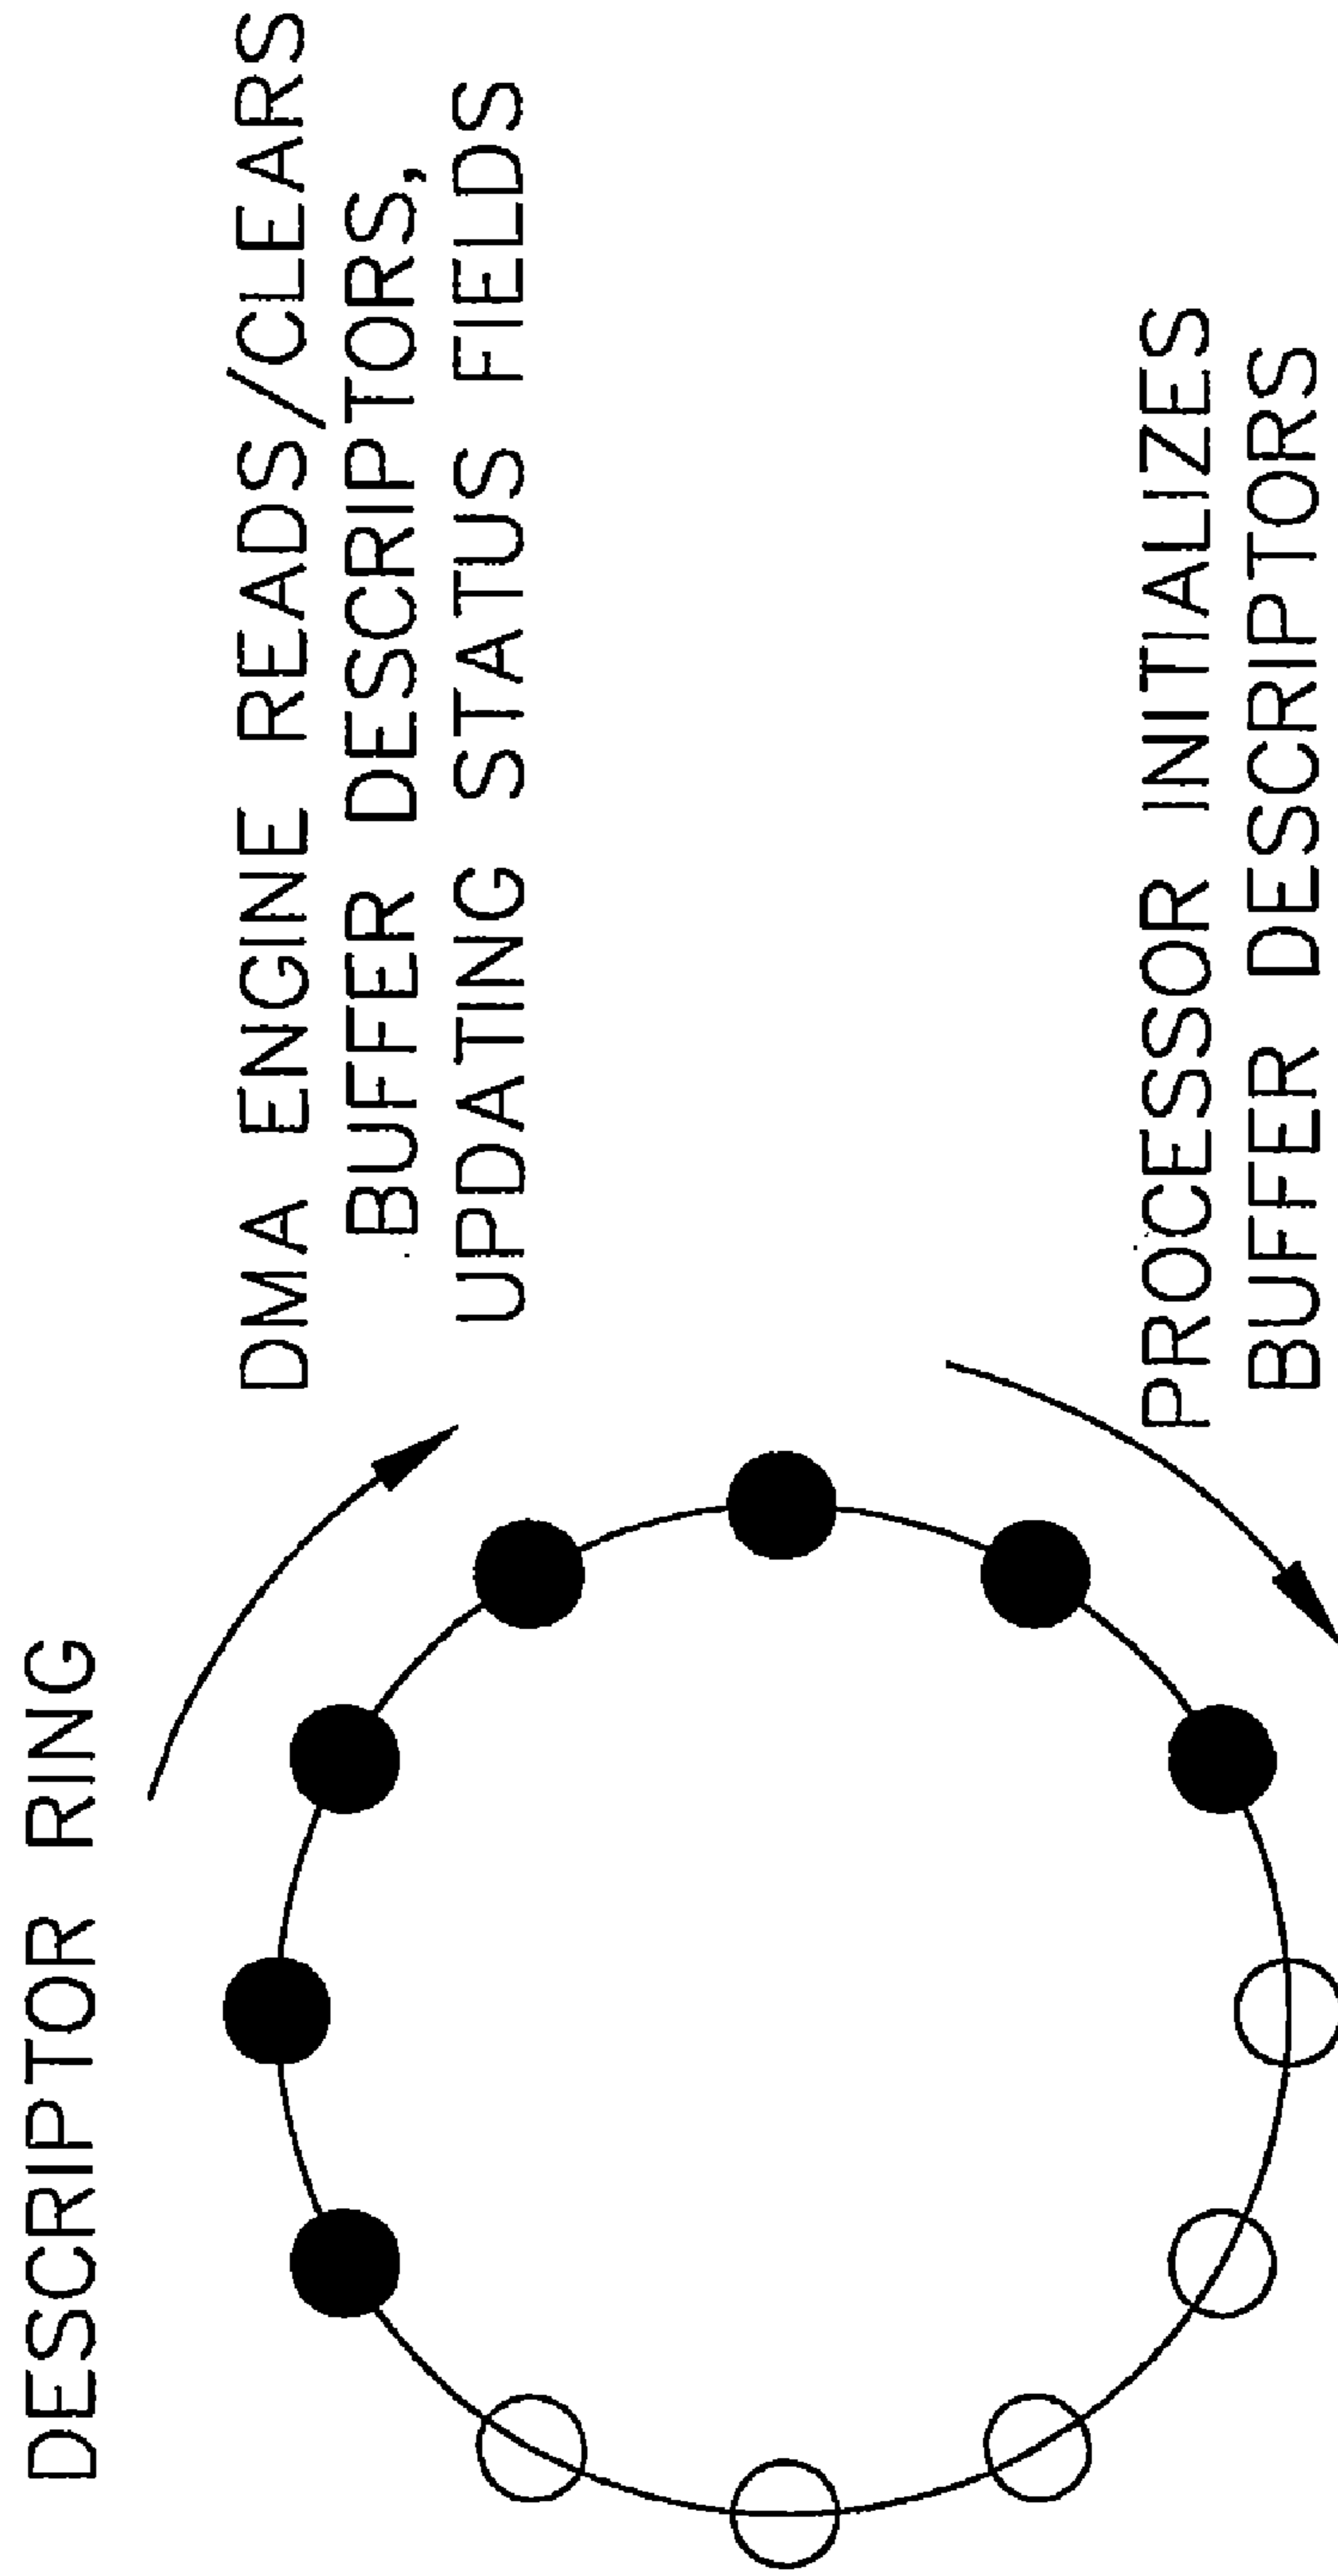 DESCRIPTOR RING
DMA ENGINE READS/CLEARS
BUFFER DESCRIPTORS,
UPDATING STATUS FIELDS
PROCESSOR INITIALIZES
BUFFER DESCRIPTORS